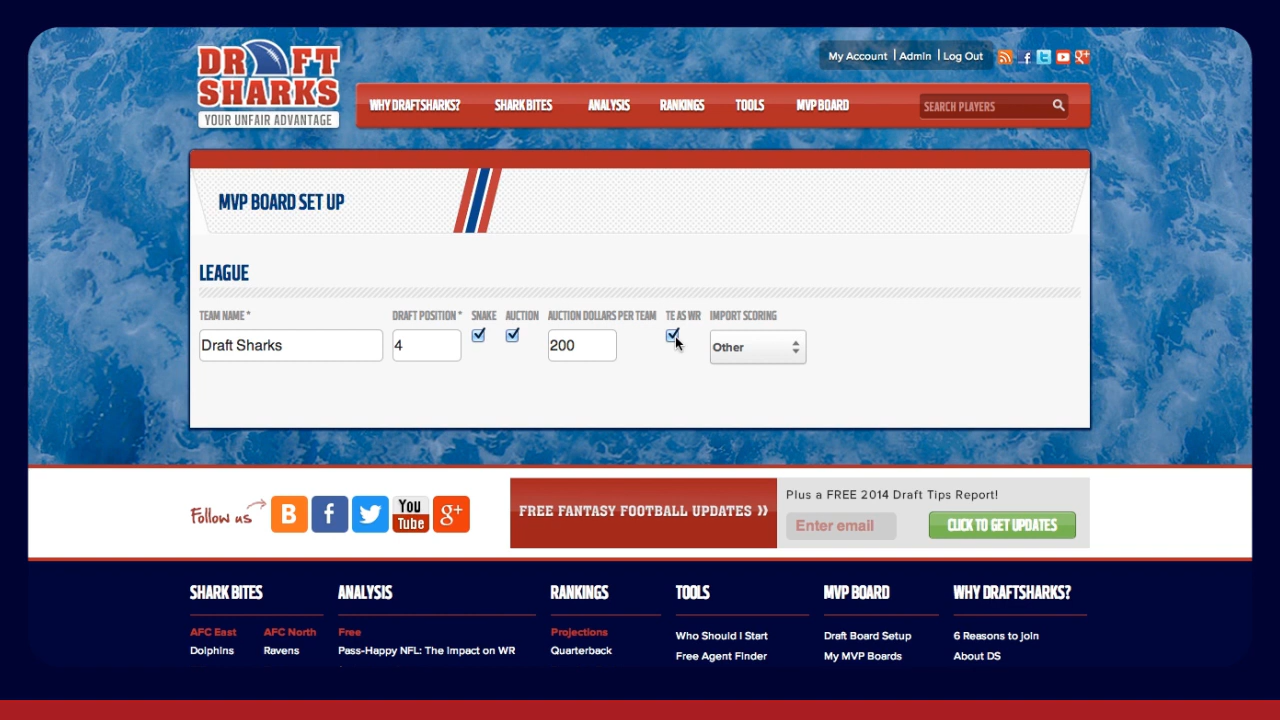 DRAFT
SHARKS
YOUR UNFAIR ADVANTAGE
My Account | Admin | Log Out
WHY DRAFTSHARKS? SHARK BITES ANALYSIS RANKINGS TOOLS MVP BOARD SEARCH PLAYERS
MVP BOARD SET UP
LEAGUE
TEAM NAME * DRAFT POSITION * SNAKE AUCTION AUCTION DOLLARS PER TEAM TE AS WR IMPORT SCORING
Draft Sharks 4 200 Other
Follow us B f You Tube g+
FREE FANTASY FOOTBALL UPDATES »
Plus a FREE 2014 Draft Tips Report!
Enter email CLICK TO GET UPDATES
SHARK BITES ANALYSIS RANKINGS TOOLS MVP BOARD WHY DRAFTSHARKS?
AFC East AFC North Free Projections Who Should I Start Draft Board Setup 6 Reasons to Join
Dolphins Ravens Pass-Happy NFL: The Impact on WR Quarterback Free Agent Finder My MVP Boards About DS